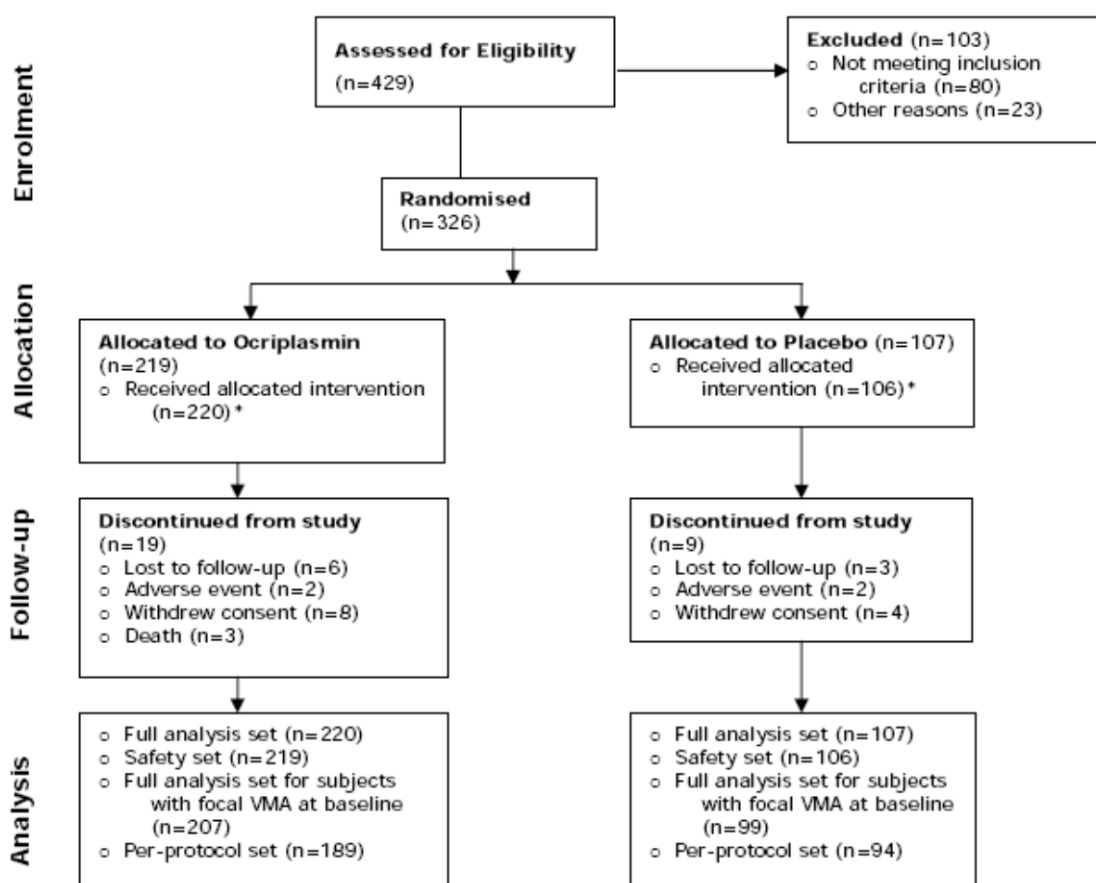 Enrolment
Assessed for Eligibility
(n=429)
Excluded (n=103)
o Not meeting inclusion
criteria (n=80)
o Other reasons (n=23)
Randomised
(n=326)
Allocation
Allocated to Ocriplasmin
(n=219)
o Received allocated intervention
(n=220)*
Allocated to Placebo (n=107)
o Received allocated
intervention (n=106)*
Follow-up
Discontinued from study
(n=19)
o Lost to follow-up (n=6)
o Adverse event (n=2)
o Withdrew consent (n=8)
o Death (n=3)
Discontinued from study
(n=9)
o Lost to follow-up (n=3)
o Adverse event (n=2)
o Withdrew consent (n=4)
Analysis
o Full analysis set (n=220)
o Safety set (n=219)
o Full analysis set for subjects
with focal VMA at baseline
(n=207)
o Per-protocol set (n=189)
o Full analysis set (n=107)
o Safety set (n=106)
o Full analysis set for subjects
with focal VMA at baseline
(n=99)
o Per-protocol set (n=94)